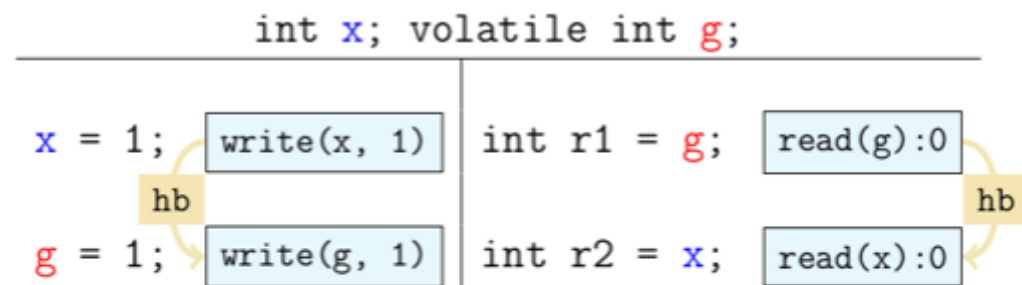 int x; volatile int g;
x = 1; write(x, 1) int r1 = g; read(g):0
hb hb
g = 1; write(g, 1) int r2 = x; read(x):0